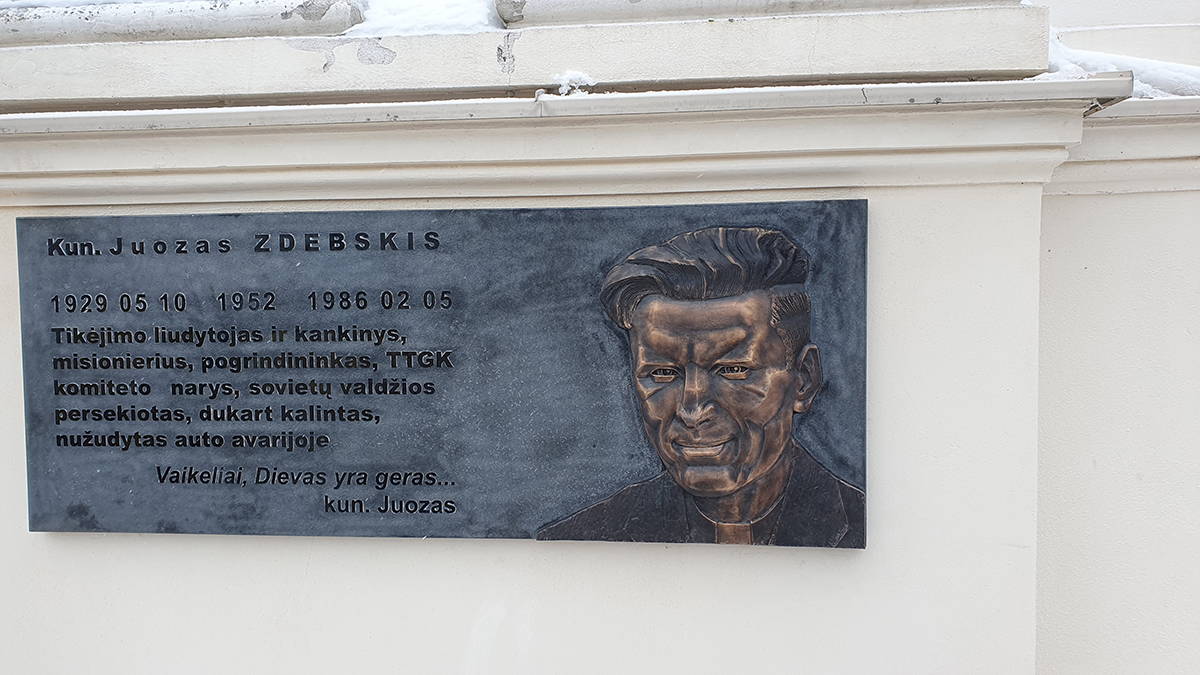 Kun. Juozas ZDEBSKIS
1929 05 10 1952 1986 02 05
Tikėjimo liudytojas ir kankinys,
misionierius, pogrindininkas, TTGK
komiteto narys, sovietų valdžios
persekiotas, dukart kalintas,
nužudytas auto avarijoje
Vaikeliai, Dievas yra geras...
kun. Juozas